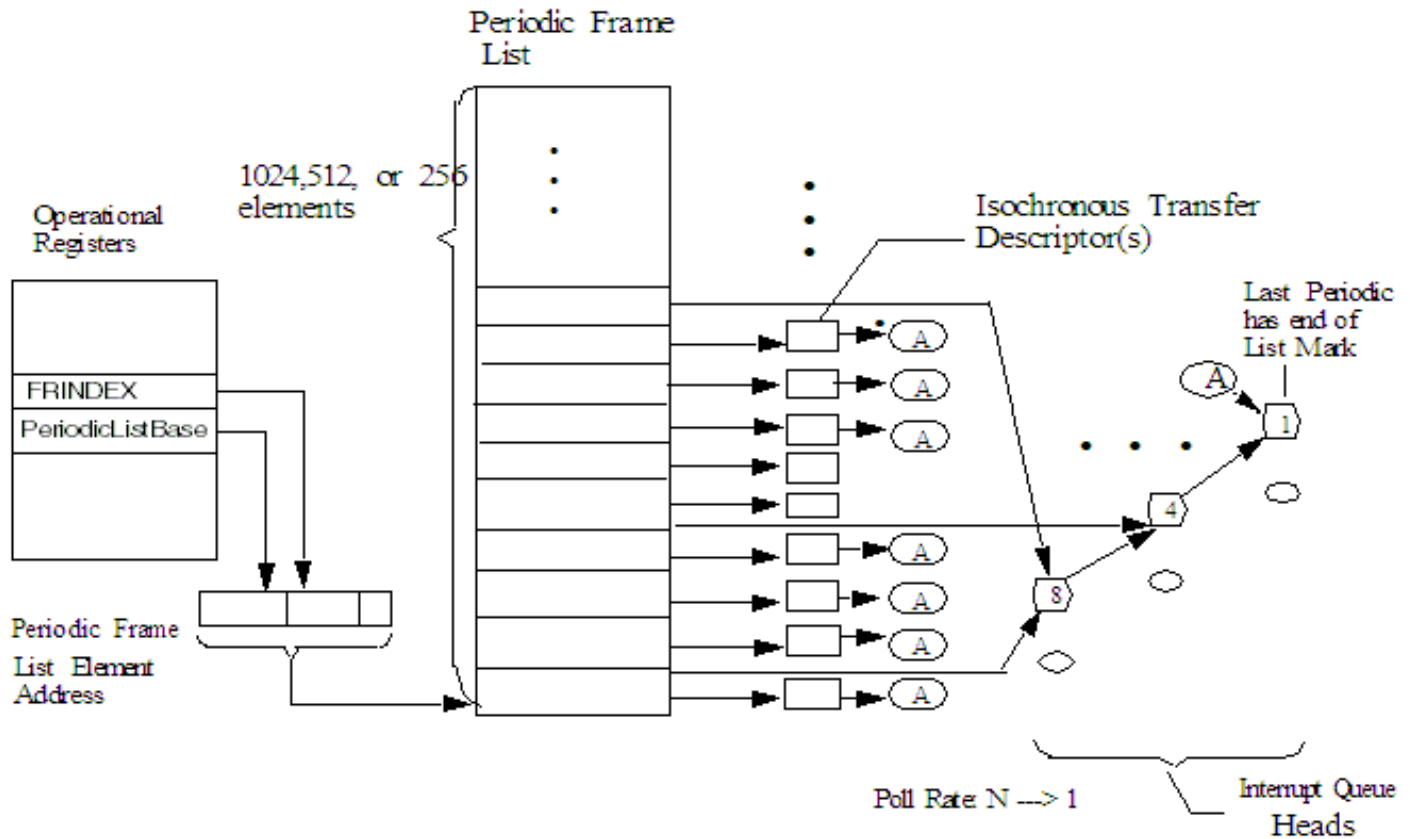 Periodic Frame
List
1024,512, or 256
elements
Operational
Registers
FRINDEX
PeriodicListBase
Periodic Frame
List Element
Address
Isochronous Transfer
Descriptor(s)
Last Periodic
has end of
List Mark
A
A
A
A
A
A
A
A
A
1
4
8
Poll Rate: N ---> 1
Interrupt Queue
Heads